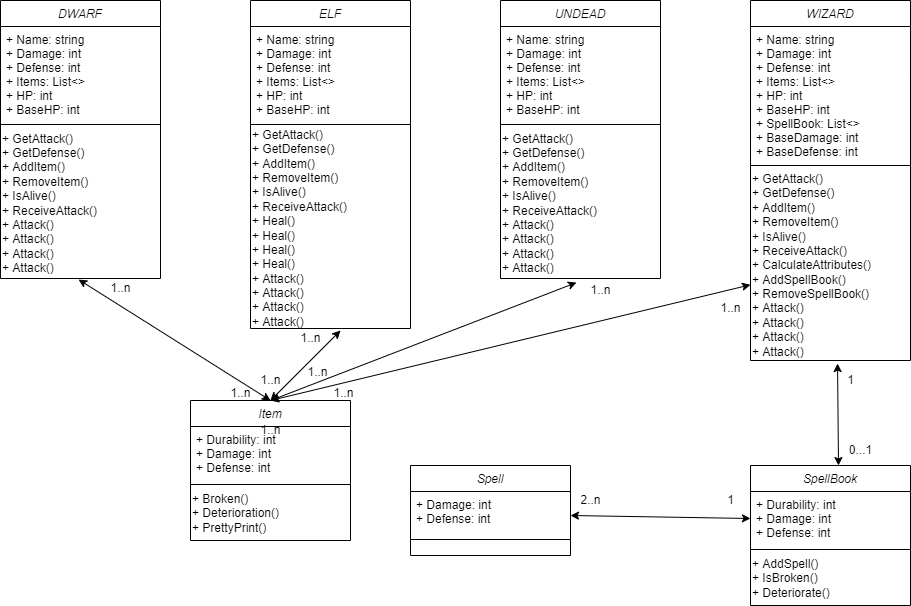 DWARF
+ Name: string
+ Damage: int
+ Defense: int
+ Items: List<>
+ HP: int
+ BaseHP: int
+ GetAttack()
+ GetDefense()
+ AddItem()
+ RemoveItem()
+ IsAlive()
+ ReceiveAttack()
+ Attack()
+ Attack()
+ Attack()
+ Attack()
ELF
+ Name: string
+ Damage: int
+ Defense: int
+ Items: List<>
+ HP: int
+ BaseHP: int
+ GetAttack()
+ GetDefense()
+ AddItem()
+ RemoveItem()
+ IsAlive()
+ ReceiveAttack()
+ Heal()
+ Heal()
+ Heal()
+ Heal()
+ Attack()
+ Attack()
+ Attack()
+ Attack()
UNDEAD
+ Name: string
+ Damage: int
+ Defense: int
+ Items: List<>
+ HP: int
+ BaseHP: int
+ GetAttack()
+ GetDefense()
+ AddItem()
+ RemoveItem()
+ IsAlive()
+ ReceiveAttack()
+ Attack()
+ Attack()
+ Attack()
+ Attack()
WIZARD
+ Name: string
+ Damage: int
+ Defense: int
+ Items: List<>
+ HP: int
+ BaseHP: int
+ SpellBook: List<>
+ BaseDamage: int
+ BaseDefense: int
+ GetAttack()
+ GetDefense()
+ AddItem()
+ RemoveItem()
+ IsAlive()
+ ReceiveAttack()
+ CalculateAttributes()
+ AddSpellBook()
+ RemoveSpellBook()
+ Attack()
+ Attack()
+ Attack()
+ Attack()
1..n
1..n
1..n
1..n
1..n
1..n
1..n
1..n
1..n
Item
+ Durability: int
+ Damage: int
+ Defense: int
+ Broken()
+ Deterioration()
+ PrettyPrint()
1
0...1
Spell
+ Damage: int
+ Defense: int
2..n
1
SpellBook
+ Durability: int
+ Damage: int
+ Defense: int
+ AddSpell()
+ IsBroken()
+ Deteriorate()